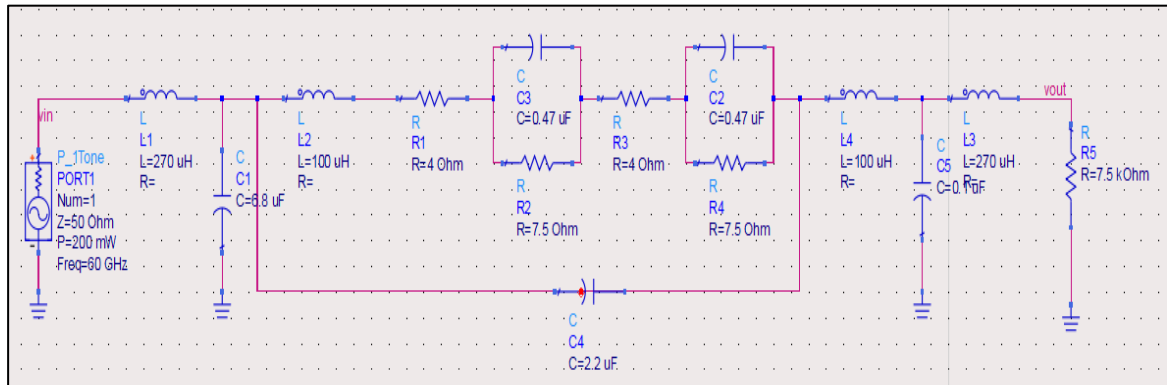 vin
P_1Tone
PORT1
Num=1
Z=50 Ohm
P=200 mW
Freq=60 GHz
L
L1
L=270 uH
R=
C
C1
C=6.8 uF
L
L2
L=100 uH
R=
R
R1
R=4 Ohm
C
C3
C=0.47 uF
R
R2
R=7.5 Ohm
R
R3
R=4 Ohm
C
C2
C=0.47 uF
R
R4
R=7.5 Ohm
C
C4
C=2.2 uF
L
L4
L=100 uH
R=
C
C5
C=0.1 uF
L
L3
L=270 uH
R=
vout
R
R5
R=7.5 kOhm